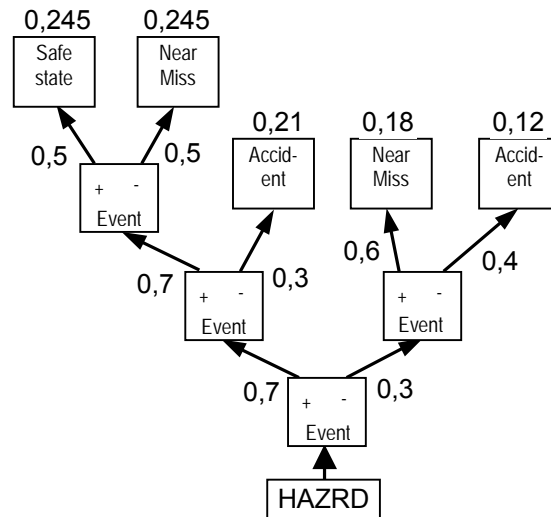 0,245 0,245
Safe state
Near Miss
0,21 0,18 0,12
0,5 0,5
Accid-ent
Near Miss
Accid-ent
+ -
Event
0,6 0,4
0,7 0,3
+ -
Event
+ -
Event
0,7 0,3
+ -
Event
HAZRD